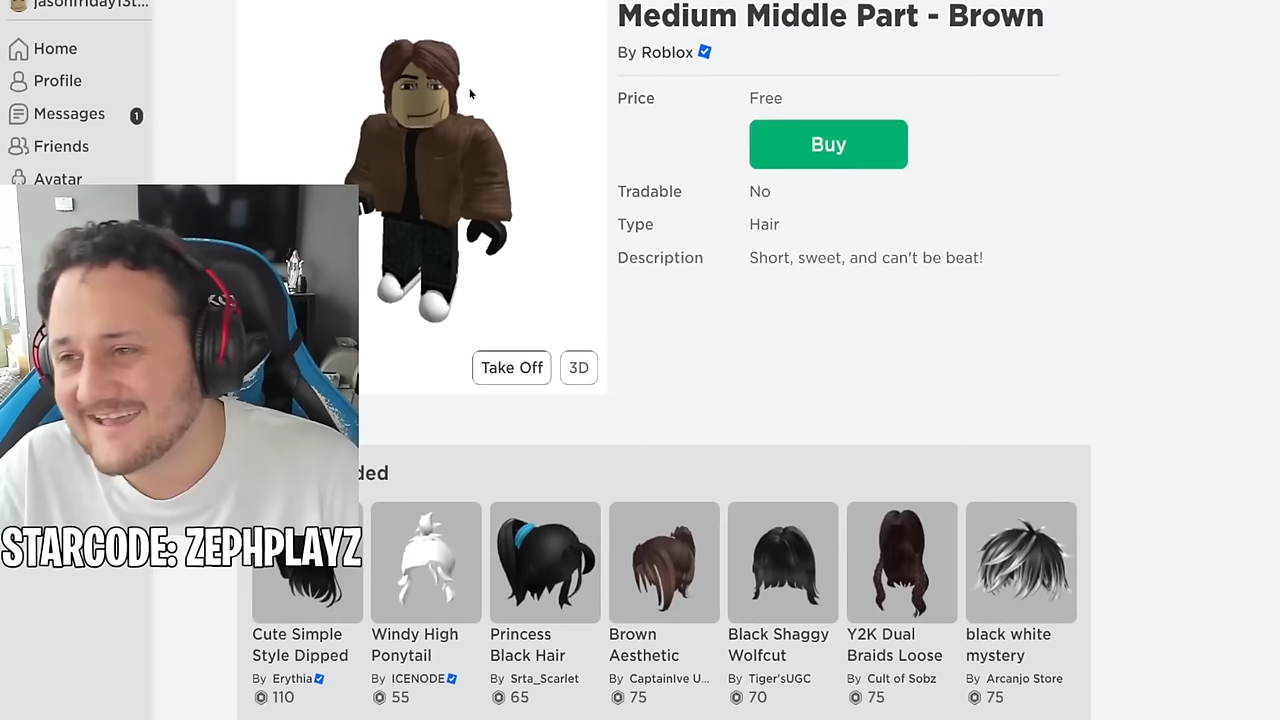 jasonfriday13t...
Home
Profile
Messages
1
Friends
Avatar
Medium Middle Part - Brown
By Roblox
Price
Free
Buy
Tradable
No
Type
Hair
Description
Short, sweet, and can't be beat!
Take Off
3D
ded
STARCODE: ZEPHPLAYZ
Cute Simple
Style Dipped
By Erythia
110
Windy High
Ponytail
By ICENODE
55
Princess
Black Hair
By Srta_Scarlet
65
Brown
Aesthetic
By CaptainIve U...
75
Black Shaggy
Wolfcut
By Tiger'sUGC
70
Y2K Dual
Braids Loose
By Cult of Sobz
75
black white
mystery
By Arcanjo Store
75